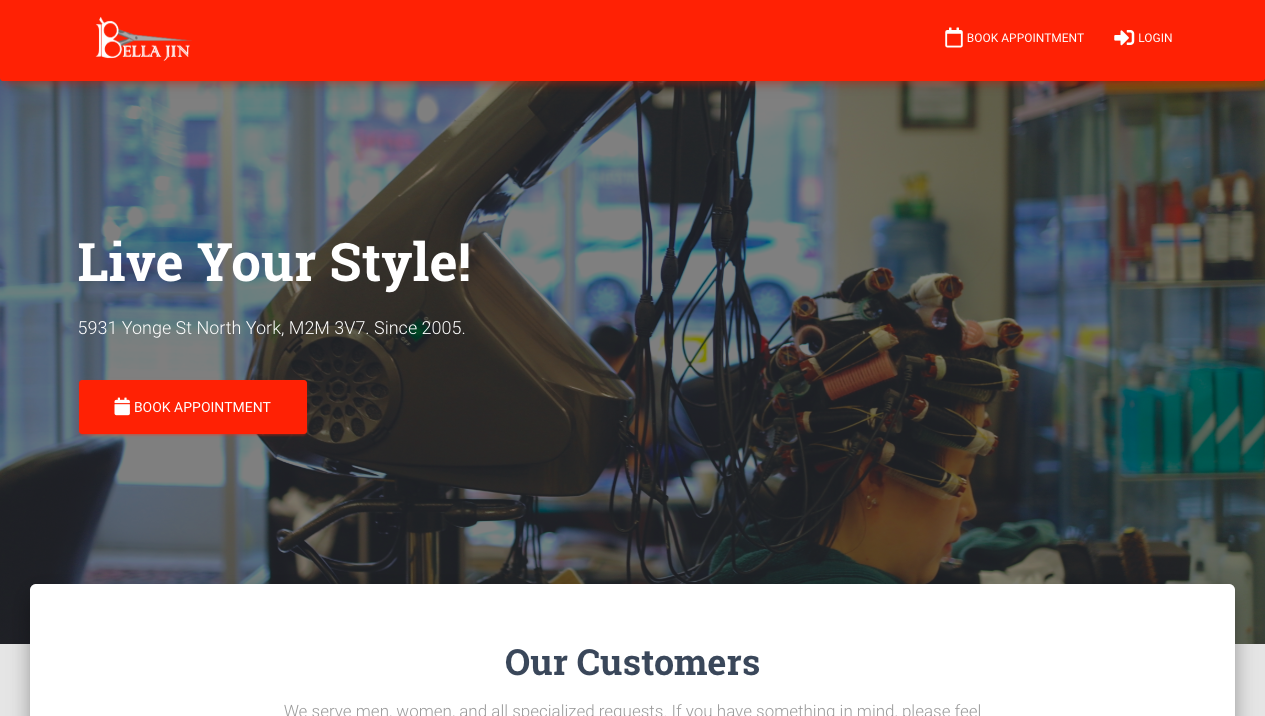 BELLA JIN
BOOK APPOINTMENT
LOGIN
Live Your Style!
5931 Yonge St North York, M2M 3V7. Since 2005.
BOOK APPOINTMENT
Our Customers
We serve men, women, and all specialized requests. If you have something in mind, please feel